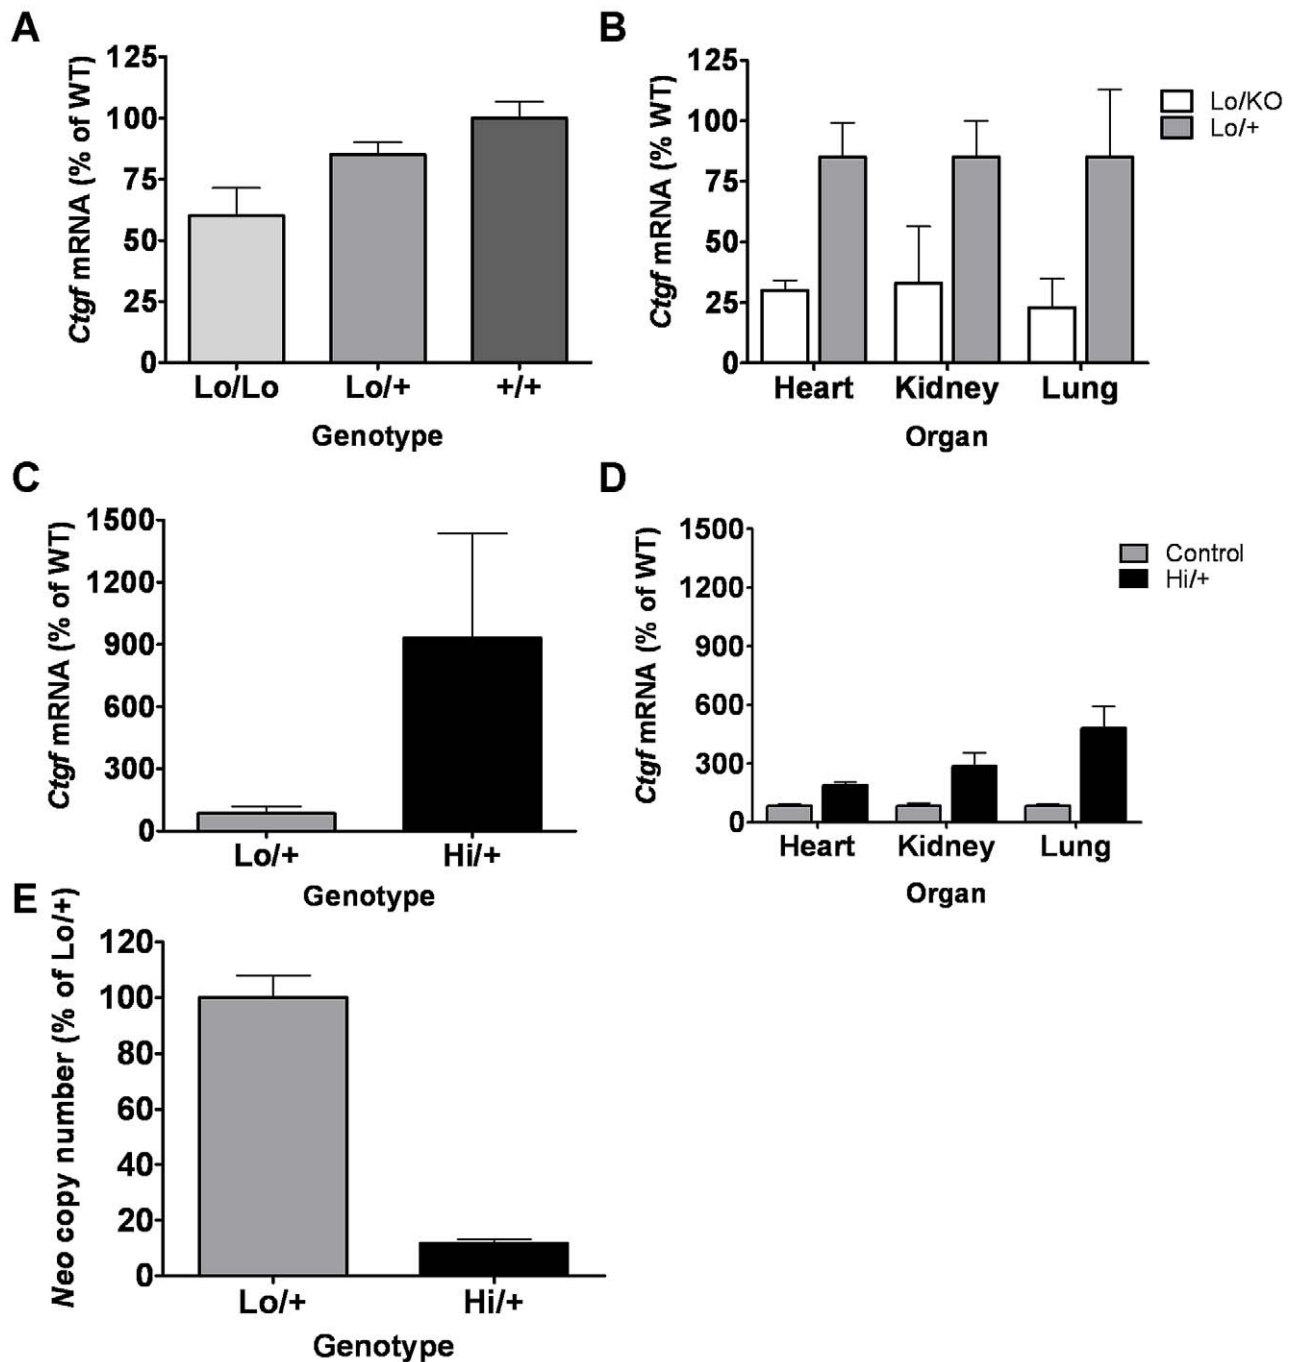 A
Ctgf mRNA (% of WT)
125
100
75
50
25
0
Lo/Lo Lo/+ +/+
Genotype
B
Ctgf mRNA (% WT)
125
100
75
50
25
0
Heart Kidney Lung
Organ
Lo/KO
Lo/+
C
Ctgf mRNA (% of WT)
1500
1200
900
600
300
0
Lo/+ Hi/+
Genotype
D
Ctgf mRNA (% of WT)
1500
1200
900
600
300
0
Heart Kidney Lung
Organ
Control
Hi/+
E
Neo copy number (% of Lo/+)
120
100
80
60
40
20
0
Lo/+ Hi/+
Genotype